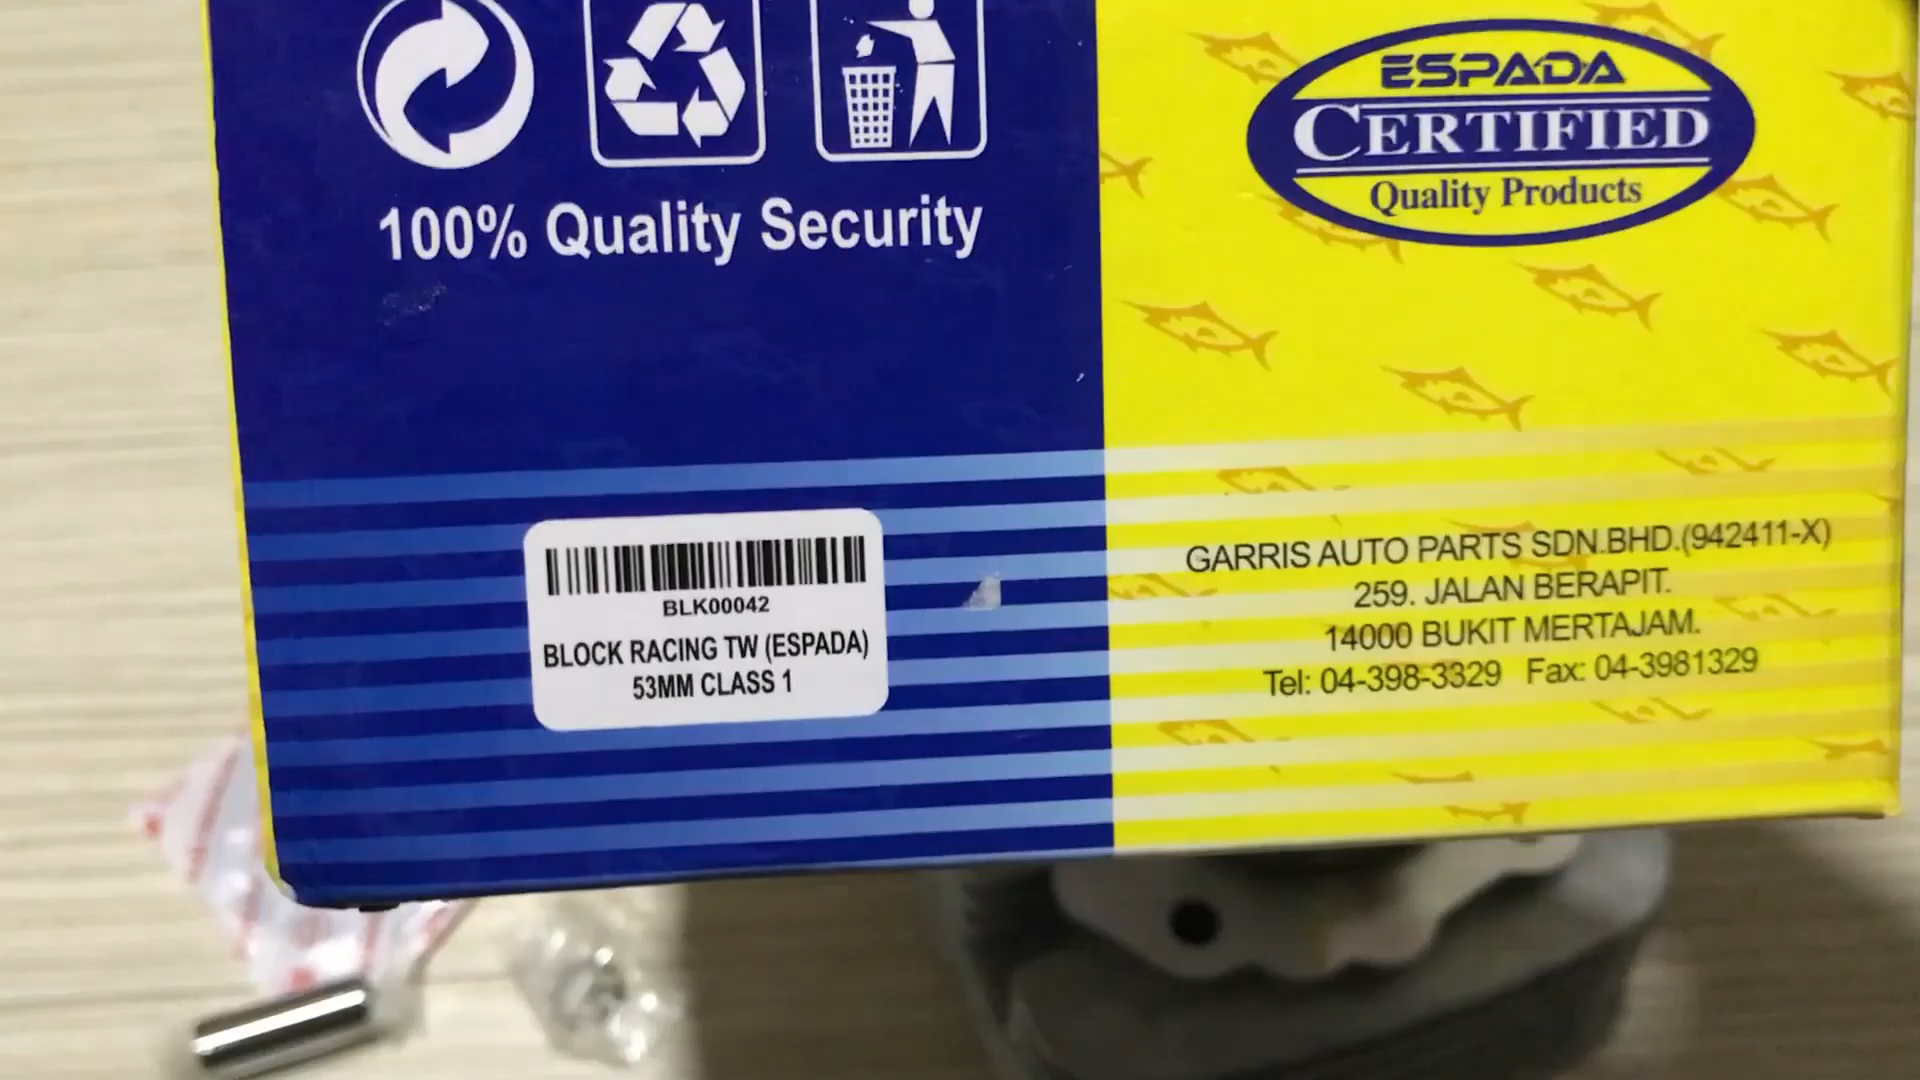 100% Quality Security
ESPADA
CERTIFIED
Quality Products
BLK00042
BLOCK RACING TW (ESPADA)
53MM CLASS 1
GARRIS AUTO PARTS SDN.BHD.(942411-X)
259. JALAN BERAPIT.
14000 BUKIT MERTAJAM.
Tel: 04-398-3329 Fax: 04-3981329